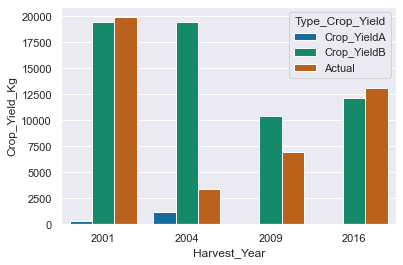 20000
17500
15000
12500
10000
7500
5000
2500
0
Crop_Yield_Kg
Type_Crop_Yield
Crop_YieldA
Crop_YieldB
Actual
2001 2004 2009 2016
Harvest_Year